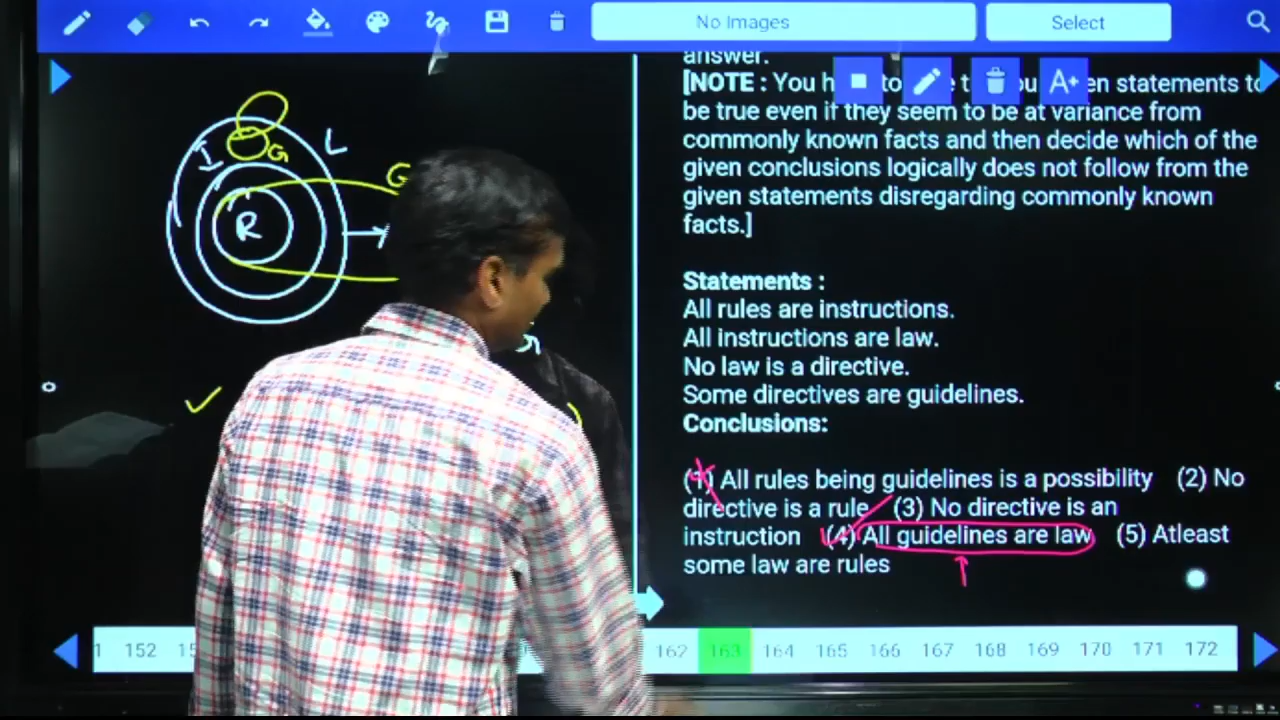 No Images
Select
answer.
[NOTE : You h to t ou en statements to
be true even if they seem to be at variance from
commonly known facts and then decide which of the
given conclusions logically does not follow from the
given statements disregarding commonly known
facts.]
Statements :
All rules are instructions.
All instructions are law.
No law is a directive.
Some directives are guidelines.
Conclusions:
(1) All rules being guidelines is a possibility (2) No
directive is a rule (3) No directive is an
instruction (4) All guidelines are law (5) Atleast
some law are rules
A+
L
G
I
G
R
1 152 15 162 163 164 165 166 167 168 169 170 171 172